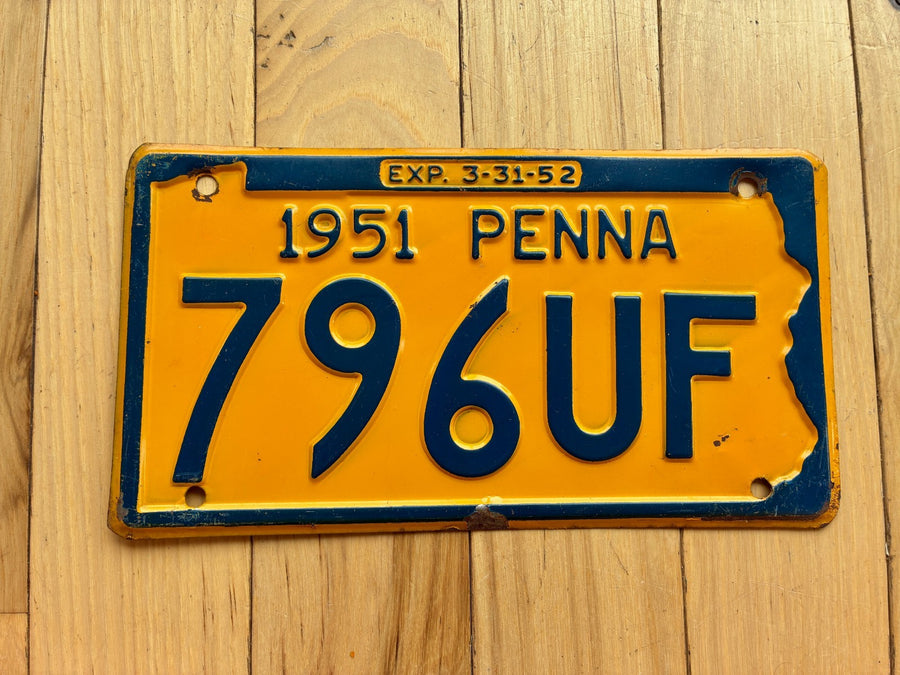 EXP. 3-31-52
1951 PENNA
796UF